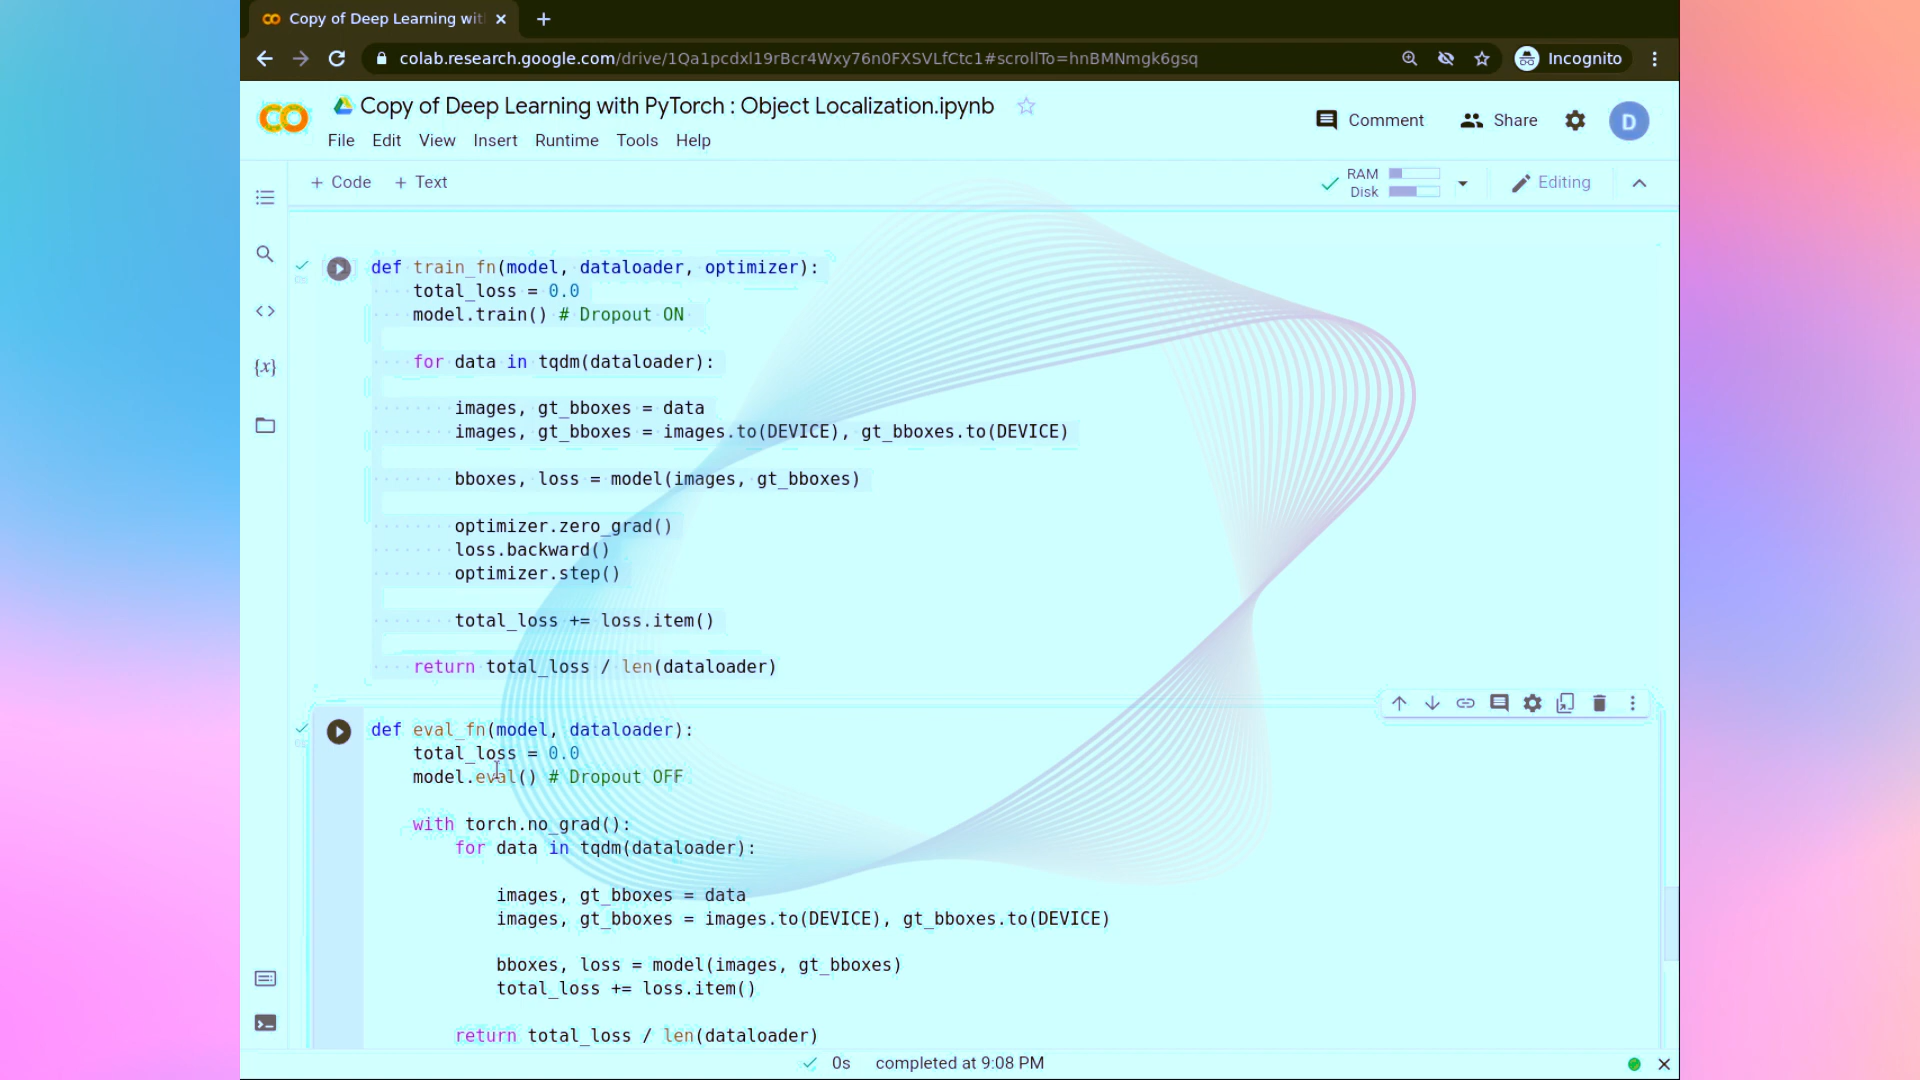 Copy of Deep Learning wit
colab.research.google.com/drive/1Qa1pcdxl19rBcr4Wxy76n0FXSVLfCtc1#scrollTo=hnBMNmgk6gsq
Incognito
Copy of Deep Learning with PyTorch : Object Localization.ipynb
Comment
Share
D
File Edit View Insert Runtime Tools Help
+ Code + Text
RAM
Disk
Editing
def train_fn(model, dataloader, optimizer):
total_loss = 0.0
model.train() # Dropout ON
for data in tqdm(dataloader):
images, gt_bboxes = data
images, gt_bboxes = images.to(DEVICE), gt_bboxes.to(DEVICE)
bboxes, loss = model(images, gt_bboxes)
optimizer.zero_grad()
loss.backward()
optimizer.step()
total_loss += loss.item()
return total_loss / len(dataloader)
def eval_fn(model, dataloader):
total_loss = 0.0
model.eval() # Dropout OFF
with torch.no_grad():
for data in tqdm(dataloader):
images, gt_bboxes = data
images, gt_bboxes = images.to(DEVICE), gt_bboxes.to(DEVICE)
bboxes, loss = model(images, gt_bboxes)
total_loss += loss.item()
return total_loss / len(dataloader)
0s completed at 9:08 PM